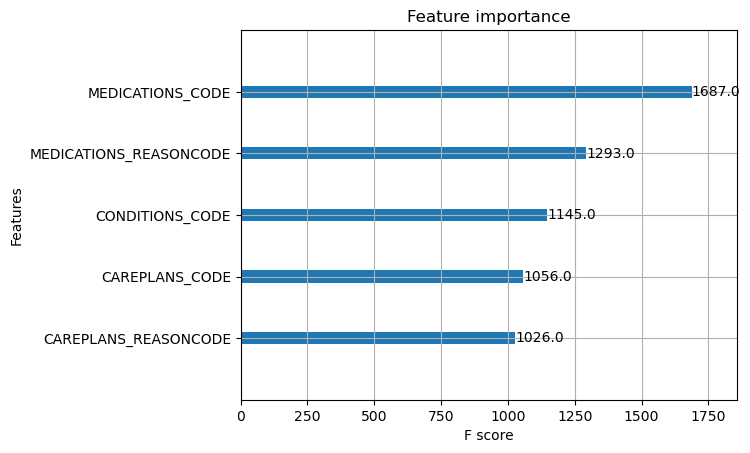 Feature importance
Features
MEDICATIONS_CODE 1687.0
MEDICATIONS_REASONCODE 1293.0
CONDITIONS_CODE 1145.0
CAREPLANS_CODE 1056.0
CAREPLANS_REASONCODE 1026.0
0 250 500 750 1000 1250 1500 1750
F score